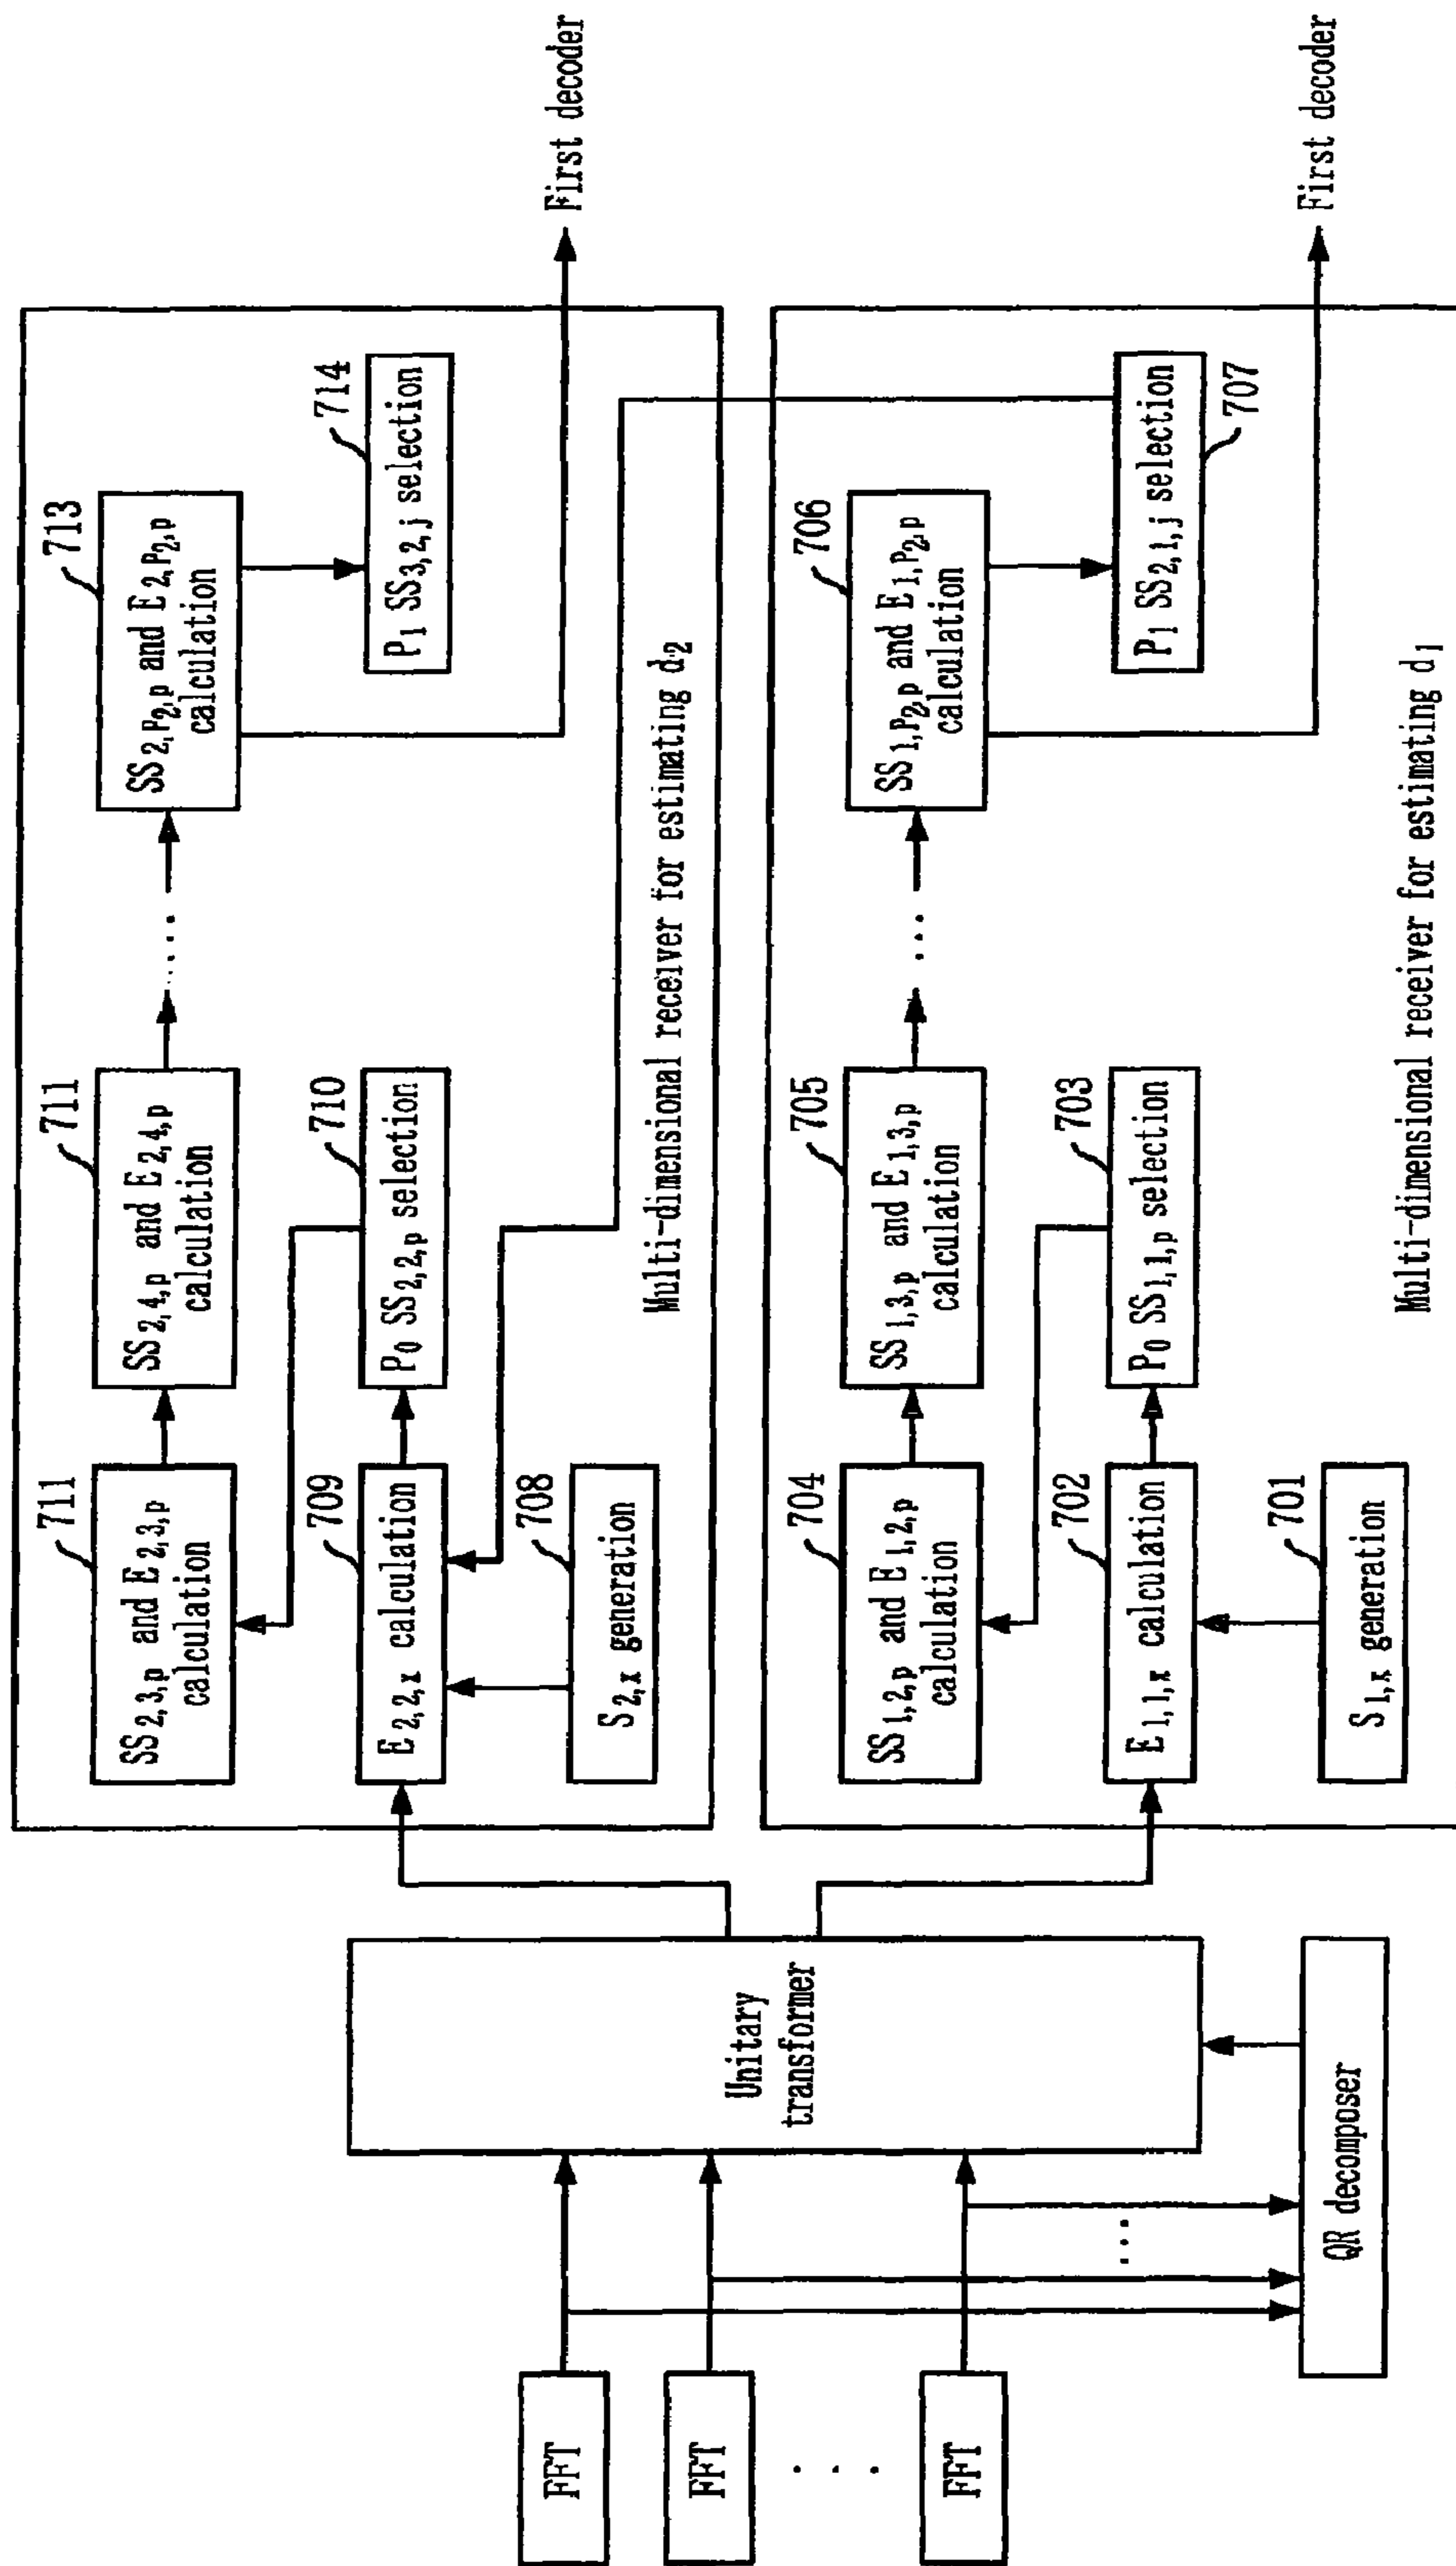 FFT
FFT
. . .
FFT
QR decomposer
...
Unitary
transformer
711
SS2,3,p and E2,3,p
calculation
711
SS2,4,p and E2,4,p
calculation
.....
713
SS2,P2,p and E2,P2,p
calculation
709
E2,2,x calculation
710
P0 SS2,2,p selection
714
P1 SS3,2,j selection
708
S2,x generation
First decoder
Multi-dimensional receiver for estimating d2
704
SS1,2,p and E1,2,p
calculation
705
SS1,3,p and E1,3,p
calculation
...
706
SS1,P2,p and E1,P2,p
calculation
702
E1,1,x calculation
703
P0 SS1,1,p selection
P1 SS2,1,j selection
707
701
S1,x generation
First decoder
Multi-dimensional receiver for estimating d1